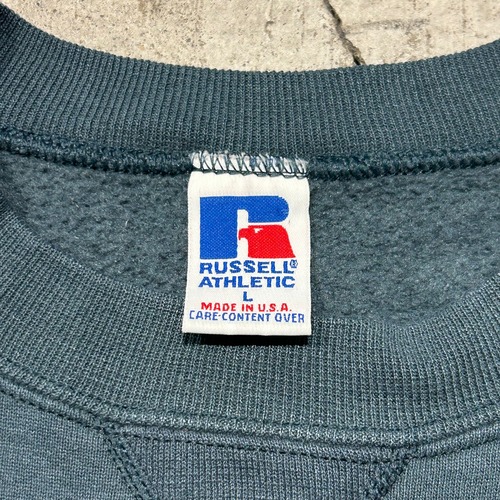 RUSSELL®
ATHLETIC
L
MADE IN U.S.A.
CARE-CONTENT OVER